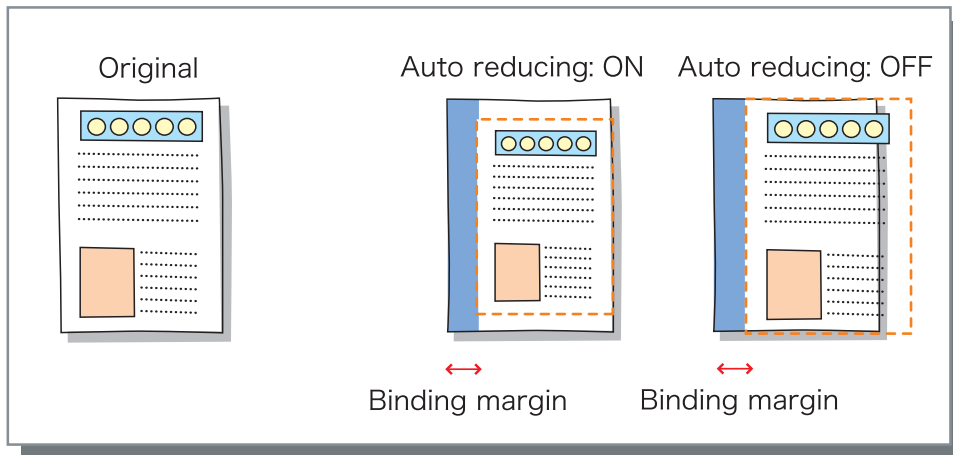 Original
Auto reducing: ON
Auto reducing: OFF
Binding margin
Binding margin